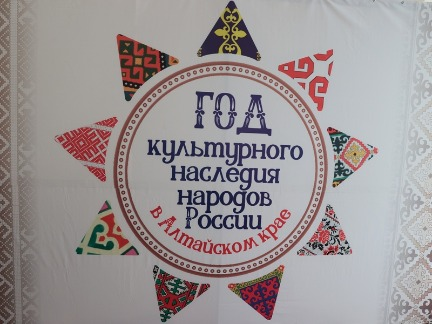 ГОД
культурного
наследия
народов
России
в Алтайском крае